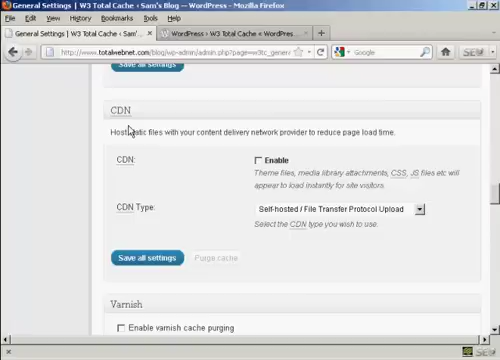 General Settings | W3 Total Cache ‹ Sam's Blog — WordPress - Mozilla Firefox
File Edit View History Bookmarks Tools Help
General Settings | W3 Total Cache ‹ Sam's ...
WordPress › W3 Total Cache « WordPress...
http://www.totalwebnet.com/blog/wp-admin/admin.php?page=w3tc_general
Google
Save all settings
CDN
Host static files with your content delivery network provider to reduce page load time.
CDN:
Enable
Theme files, media library attachments, CSS, JS files etc will
appear to load instantly for site visitors.
CDN Type:
Self-hosted / File Transfer Protocol Upload
Select the CDN type you wish to use.
Save all settings
Purge cache
Varnish
Enable varnish cache purging